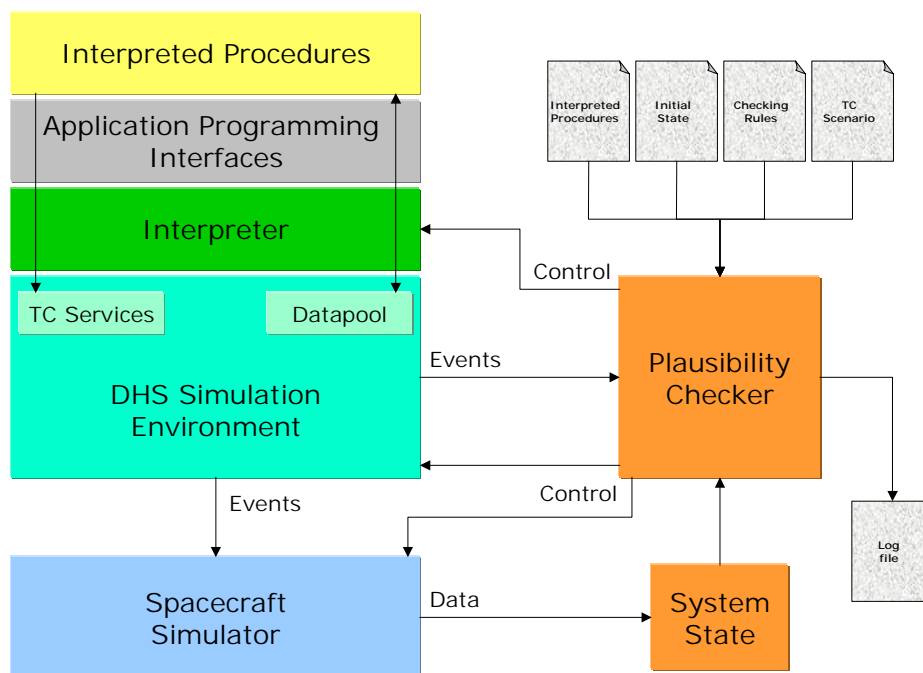 Interpreted Procedures
Application Programming
Interfaces
Interpreter
TC Services
Datapool
DHS Simulation
Environment
Events
Spacecraft
Simulator
Data
System
State
Events
Control
Control
Plausibility
Checker
Interpreted
Procedures
Initial
State
Checking
Rules
TC
Scenario
Log
file